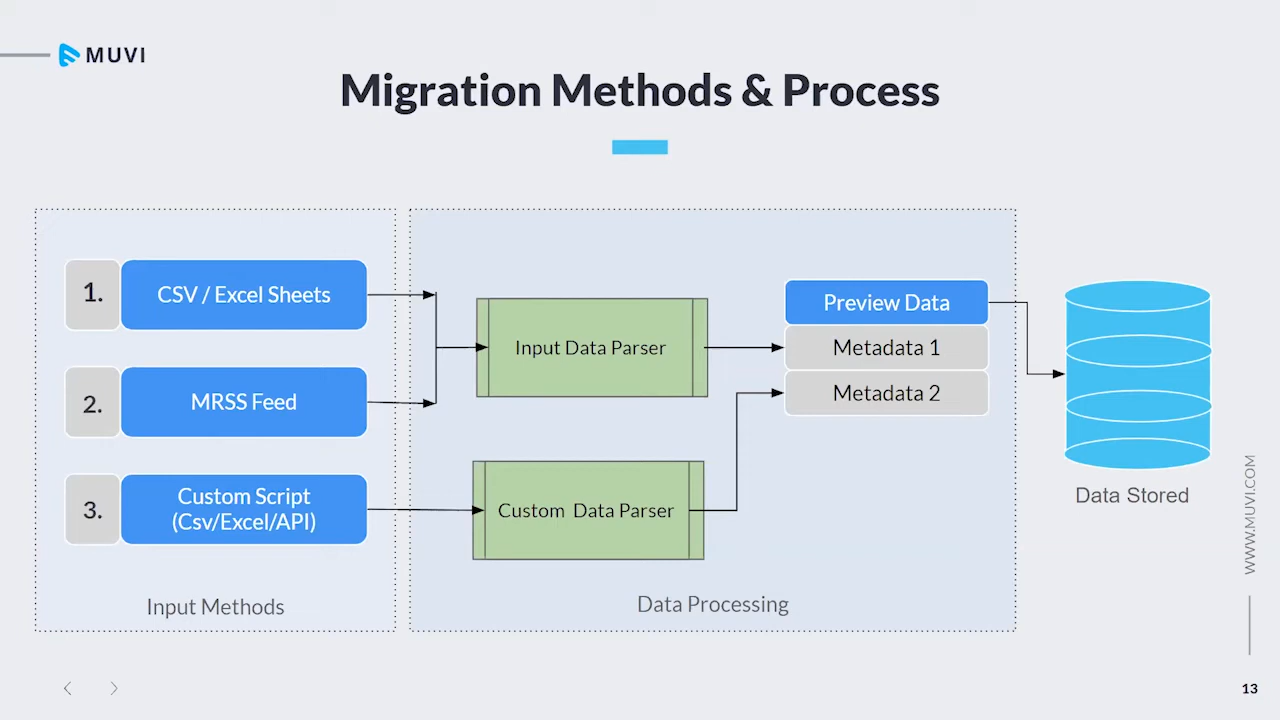 MUVI
Migration Methods & Process
1.
CSV / Excel Sheets
2.
MRSS Feed
3.
Custom Script
(Csv/Excel/API)
Input Methods
Input Data Parser
Custom Data Parser
Preview Data
Metadata 1
Metadata 2
Data Processing
Data Stored
WWW.MUVI.COM
13